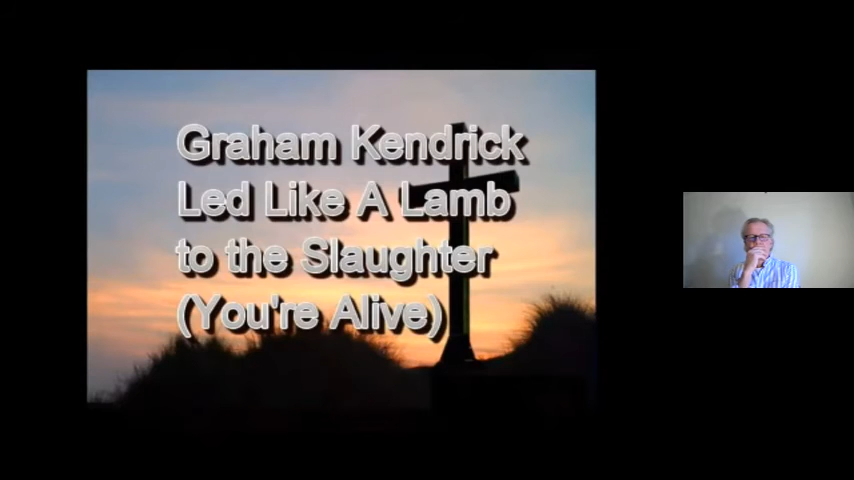 Graham Kendrick
Led Like A Lamb
to the Slaughter
(You're Alive)